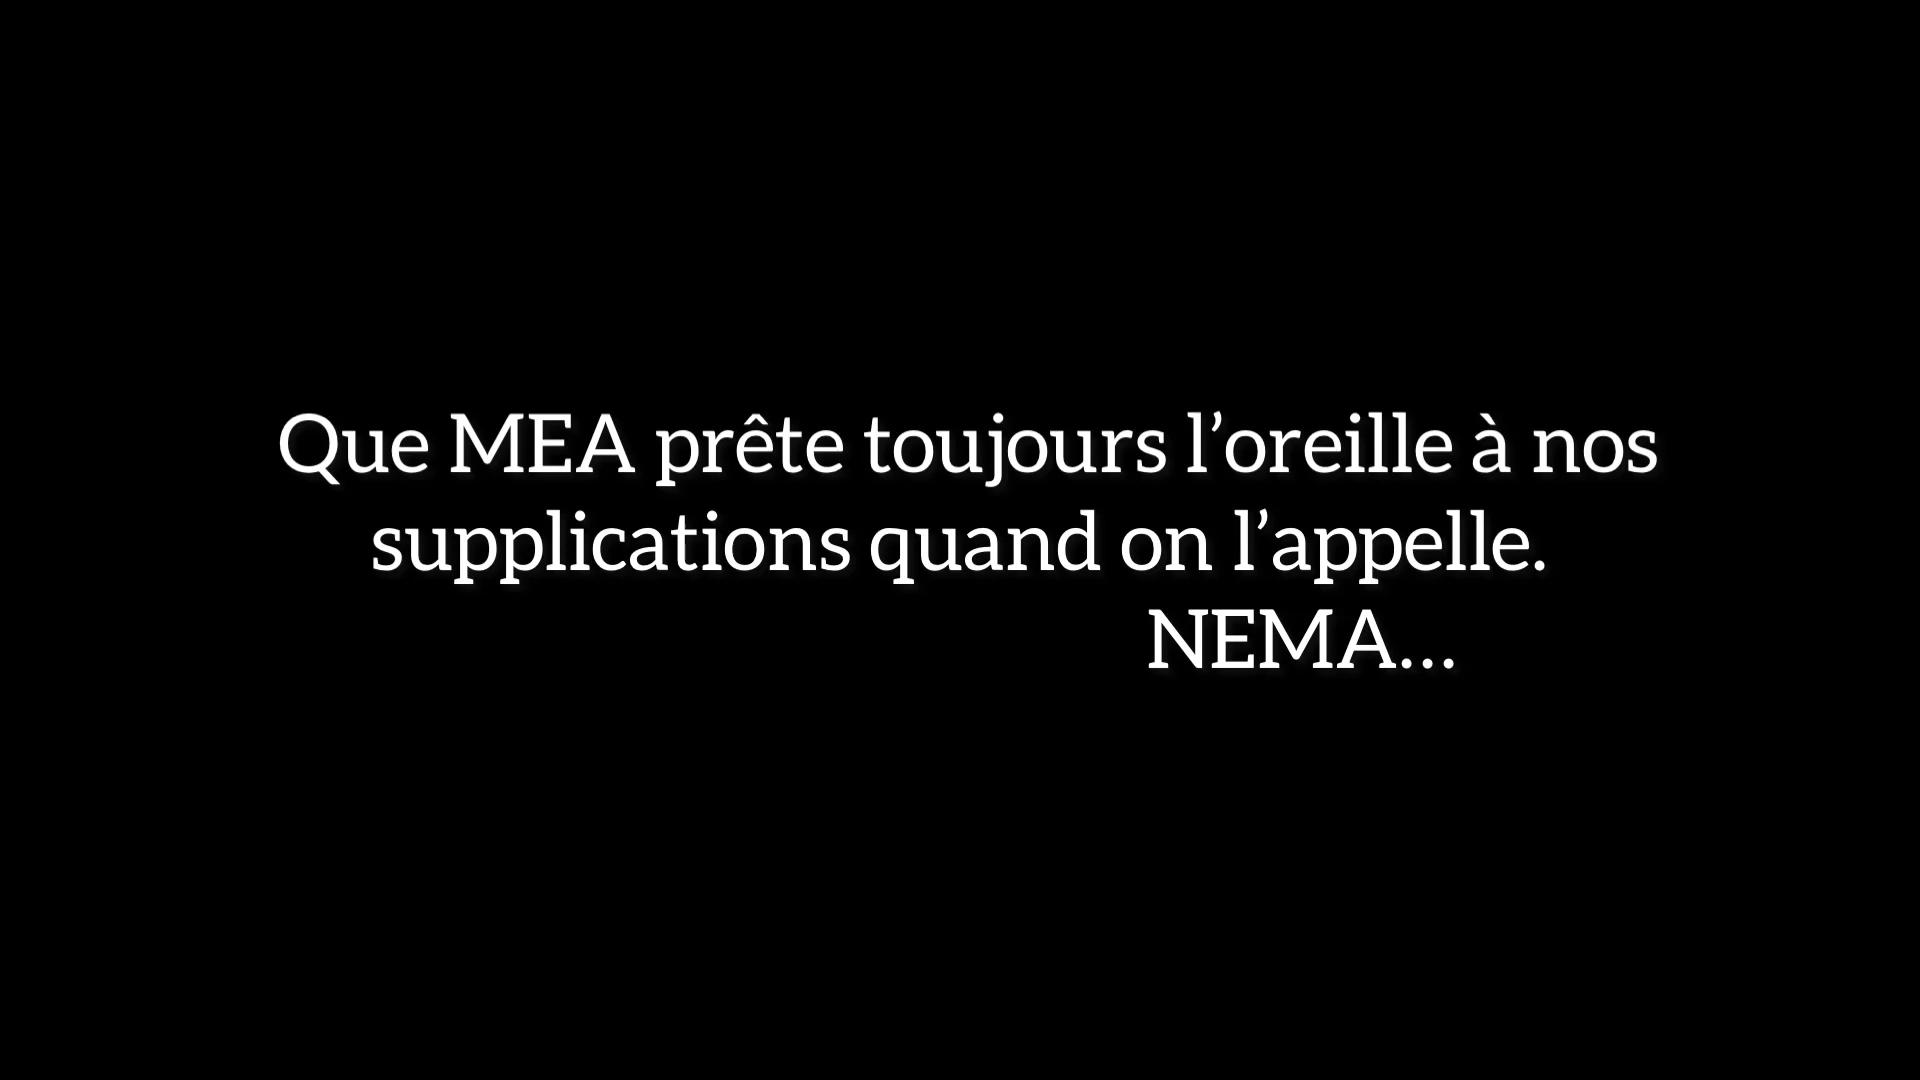 Que MEA prête toujours l’oreille à nos
supplications quand on l’appelle.
NEMA...